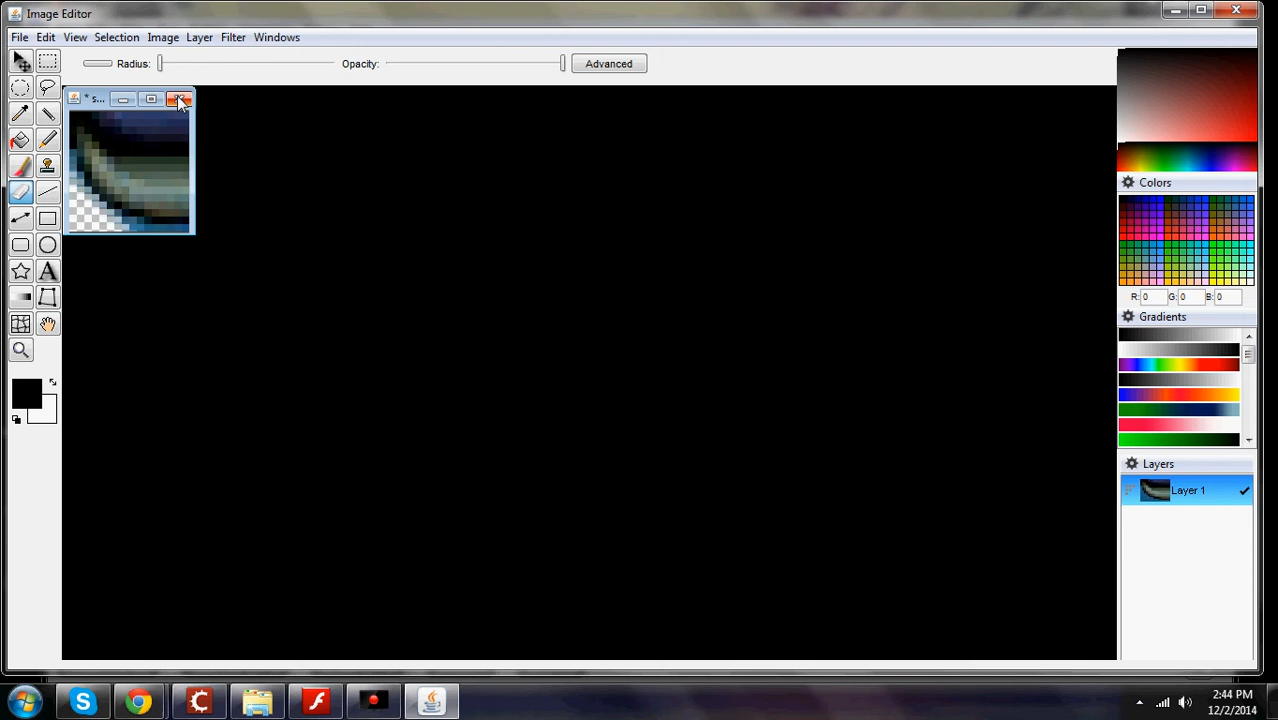 Image Editor
File Edit View Selection Image Layer Filter Windows
Radius: Opacity: Advanced
* s...
Colors
R: 0 G: 0 B: 0
Gradients
Layers
Layer 1
2:44 PM
12/2/2014